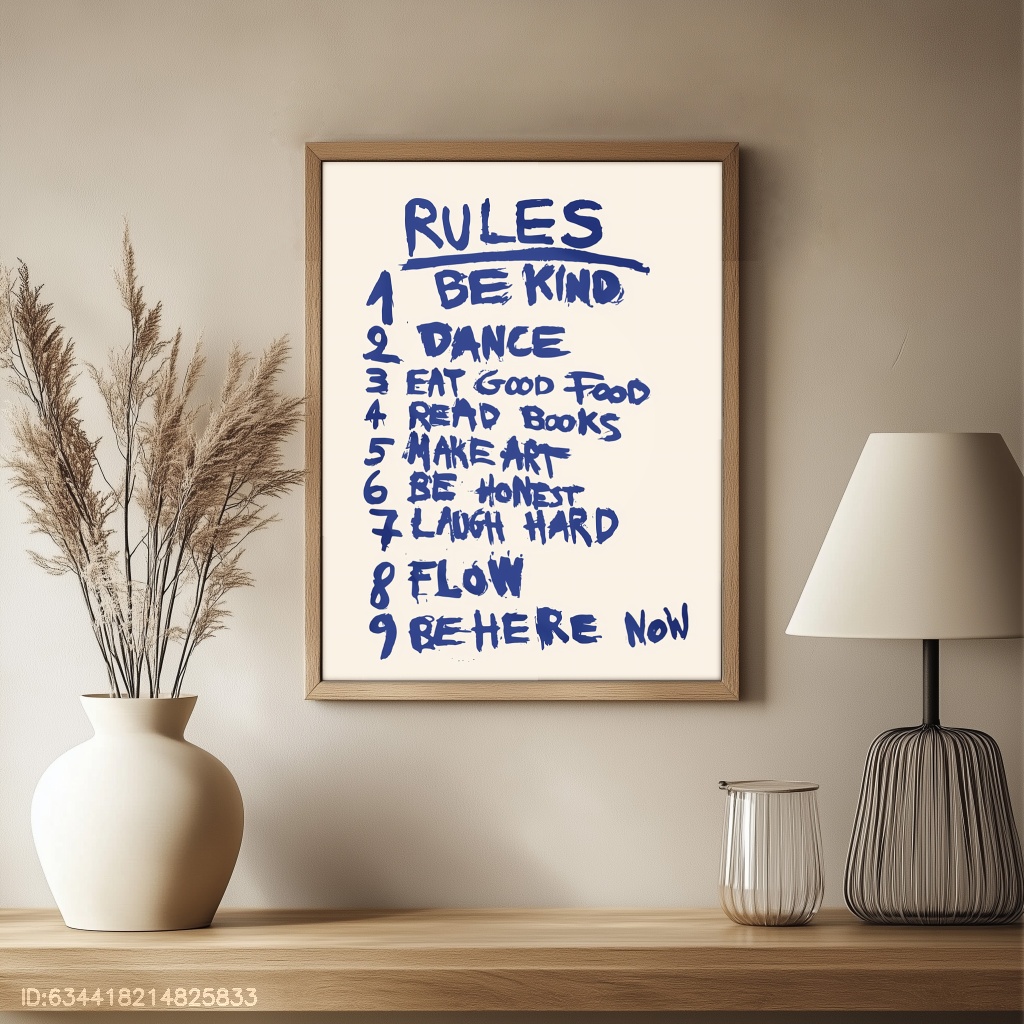 RULES
1 BE KIND
2 DANCE
3 EAT GOOD FOOD
4 READ BOOKS
5 MAKE ART
6 BE HONEST
7 LAUGH HARD
8 FLOW
9 BE HERE NOW
ID:634418214825833